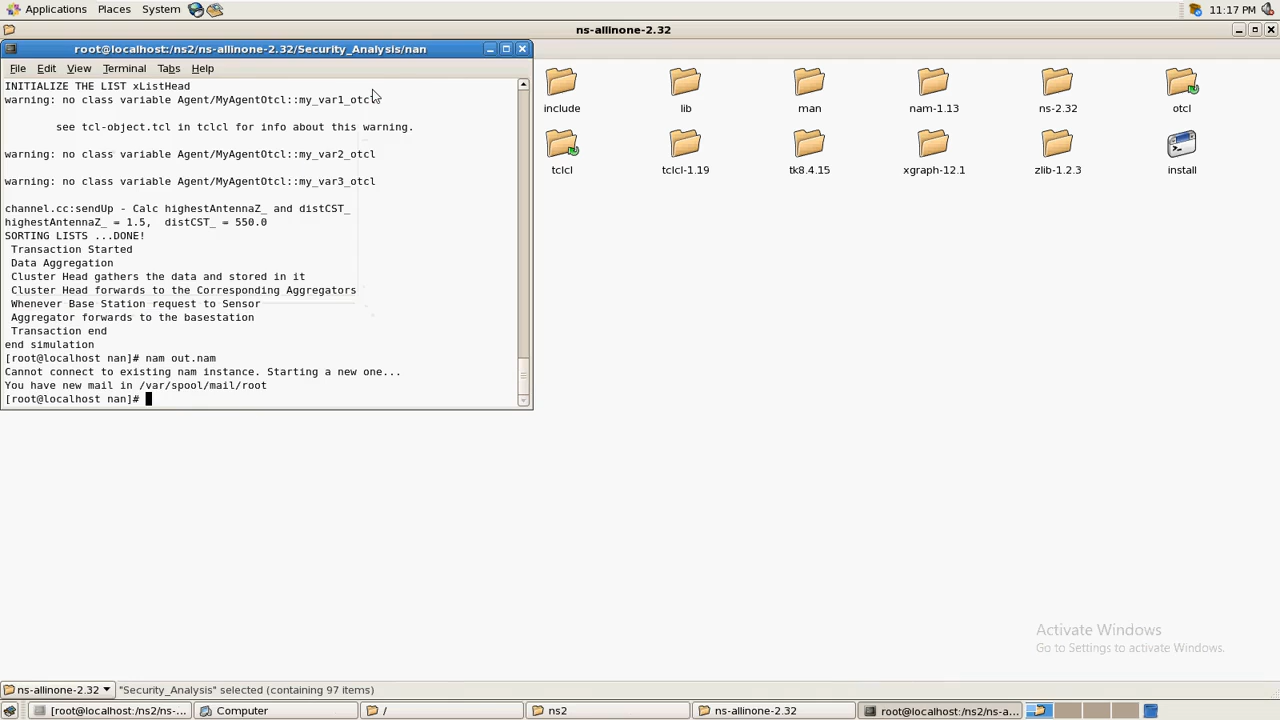 Applications Places System 11:17 PM
ns-allinone-2.32
root@localhost:/ns2/ns-allinone-2.32/Security_Analysis/nan
File Edit View Terminal Tabs Help
INITIALIZE THE LIST xListHead
warning: no class variable Agent/MyAgentOtcl::my_var1_otcl
see tcl-object.tcl in tclcl for info about this warning.
warning: no class variable Agent/MyAgentOtcl::my_var2_otcl
warning: no class variable Agent/MyAgentOtcl::my_var3_otcl
channel.cc:sendUp - Calc highestAntennaZ_ and distCST_
highestAntennaZ_ = 1.5,  distCST_ = 550.0
SORTING LISTS ...DONE!
Transaction Started
Data Aggregation
Cluster Head gathers the data and stored in it
Cluster Head forwards to the Corresponding Aggregators
Whenever Base Station request to Sensor
Aggregator forwards to the basestation
Transaction end
end simulation
[root@localhost nan]# nam out.nam
Cannot connect to existing nam instance. Starting a new one...
You have new mail in /var/spool/mail/root
[root@localhost nan]#
include lib man nam-1.13 ns-2.32 otcl
tclcl tclcl-1.19 tk8.4.15 xgraph-12.1 zlib-1.2.3 install
Activate Windows
Go to Settings to activate Windows.
ns-allinone-2.32 "Security_Analysis" selected (containing 97 items)
[root@localhost:/ns2/ns-... Computer / ns2 ns-allinone-2.32 root@localhost:/ns2/ns-a...